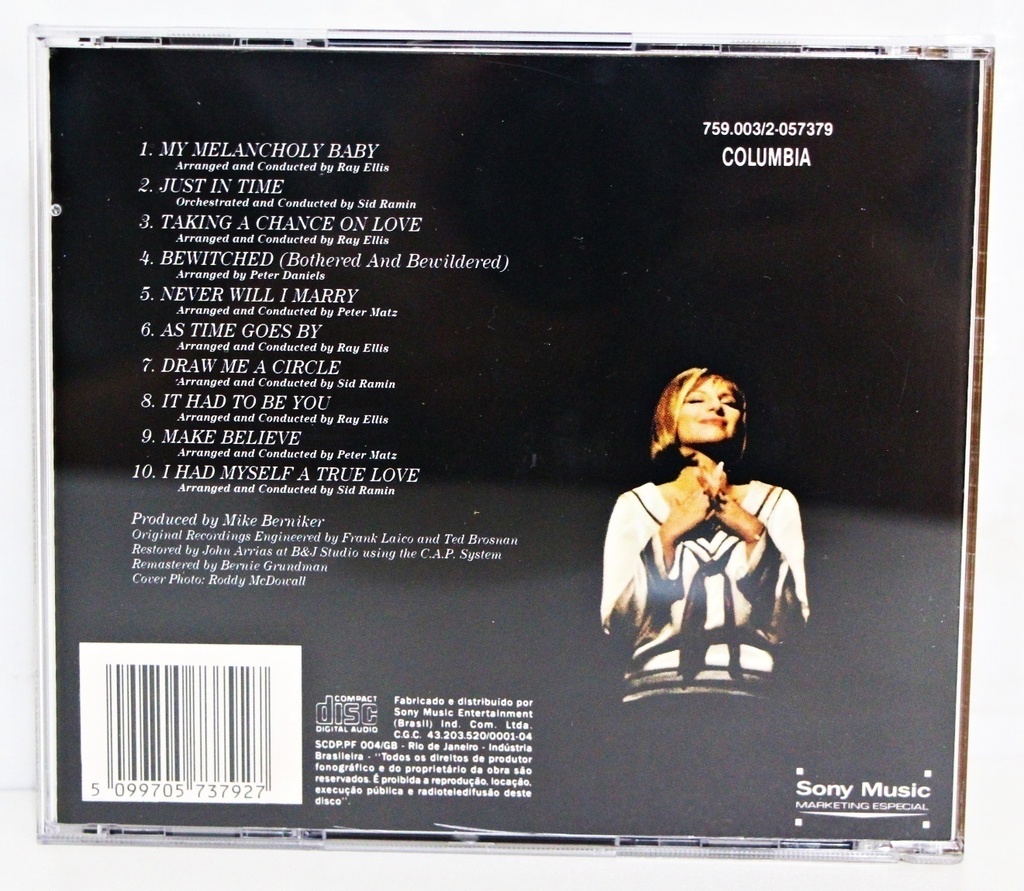 1. MY MELANCHOLY BABY
Arranged and Conducted by Ray Ellis
2. JUST IN TIME
Orchestrated and Conducted by Sid Ramin
3. TAKING A CHANCE ON LOVE
Arranged and Conducted by Ray Ellis
4. BEWITCHED (Bothered And Bewildered)
Arranged by Peter Daniels
5. NEVER WILL I MARRY
Arranged and Conducted by Peter Matz
6. AS TIME GOES BY
Arranged and Conducted by Ray Ellis
7. DRAW ME A CIRCLE
Arranged and Conducted by Sid Ramin
8. IT HAD TO BE YOU
Arranged and Conducted by Ray Ellis
9. MAKE BELIEVE
Arranged and Conducted by Peter Matz
10. I HAD MYSELF A TRUE LOVE
Arranged and Conducted by Sid Ramin
Produced by Mike Berniker
Original Recordings Engineered by Frank Laico and Ted Brosnan
Restored by John Arrias at B&J Studio using the C.A.P. System
Remastered by Bernie Grundman
Cover Photo: Roddy McDowall
759.003/2-057379
COLUMBIA
5 099705 737927
COMPACT
disc
DIGITAL AUDIO
Fabricado e distribuído por
Sony Music Entertainment
(Brasil) Ind. Com. Ltda.
C.G.C. 43.203.520/0001-04
SCDP.PF 004/GB - Rio de Janeiro - Indústria
Brasileira - "Todos os direitos de produtor
fonográfico e do proprietário da obra são
reservados. É proibida a reprodução, locação,
execução pública e radioteledifusão deste
disco".
Sony Music
MARKETING ESPECIAL